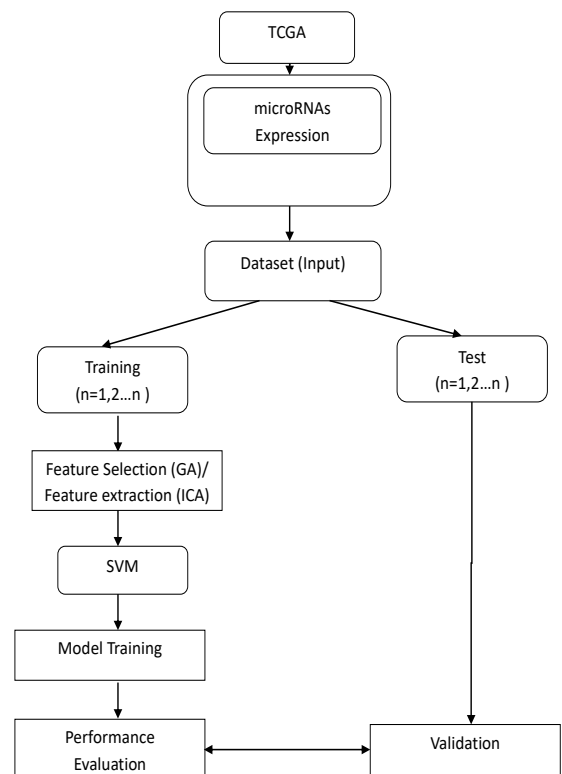 TCGA
microRNAs
Expression
Dataset (Input)
Training
(n=1,2...n )
Test
(n=1,2...n )
Feature Selection (GA)/
Feature extraction (ICA)
SVM
Model Training
Performance
Evaluation
Validation